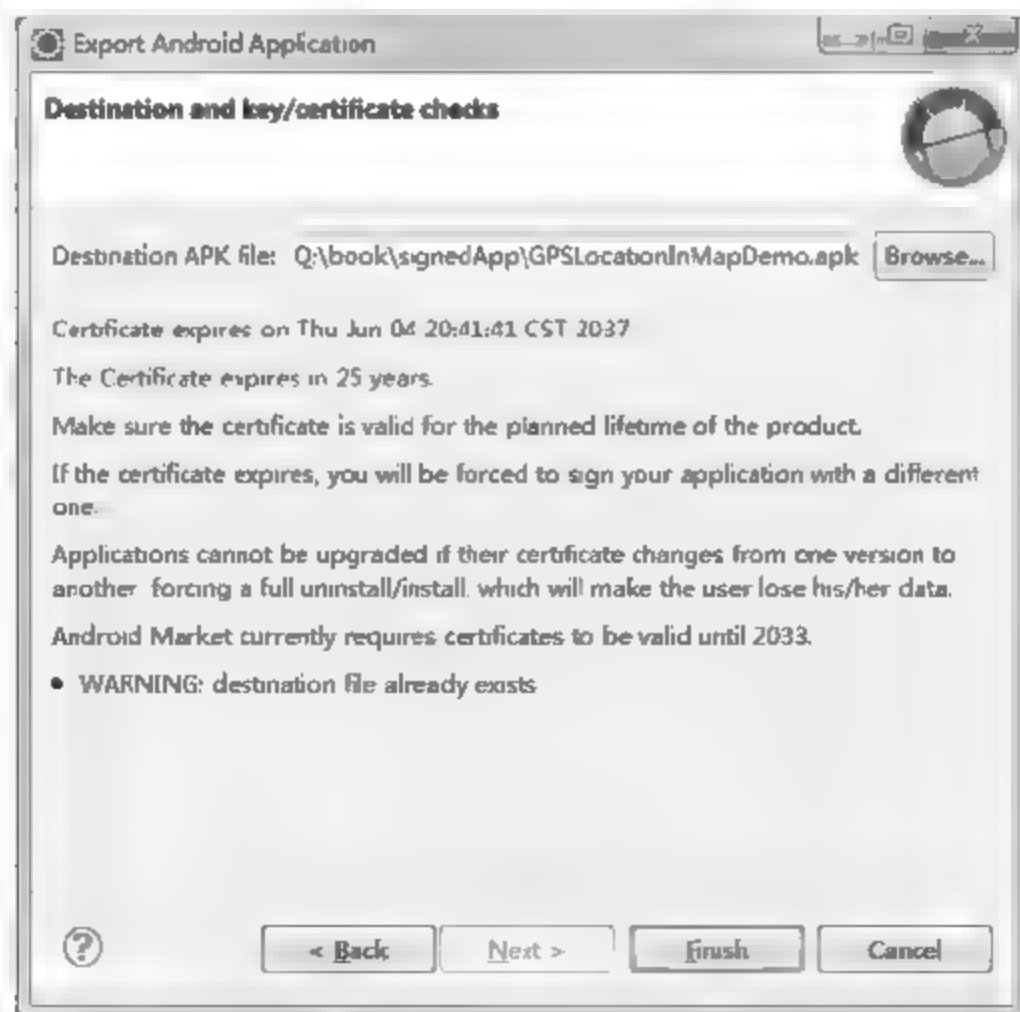 Export Android Application
Destination and key/certificate checks
Destination APK file: Q:\book\signedApp\GPSLocationInMapDemo.apk Browse...
Certificate expires on Thu Jun 04 20:41:41 CST 2037
The Certificate expires in 25 years.
Make sure the certificate is valid for the planned lifetime of the product.
If the certificate expires, you will be forced to sign your application with a different
one.
Applications cannot be upgraded if their certificate changes from one version to
another forcing a full uninstall/install. which will make the user lose his/her data.
Android Market currently requires certificates to be valid until 2033.
• WARNING: destination file already exists
? < Back Next > Finish Cancel